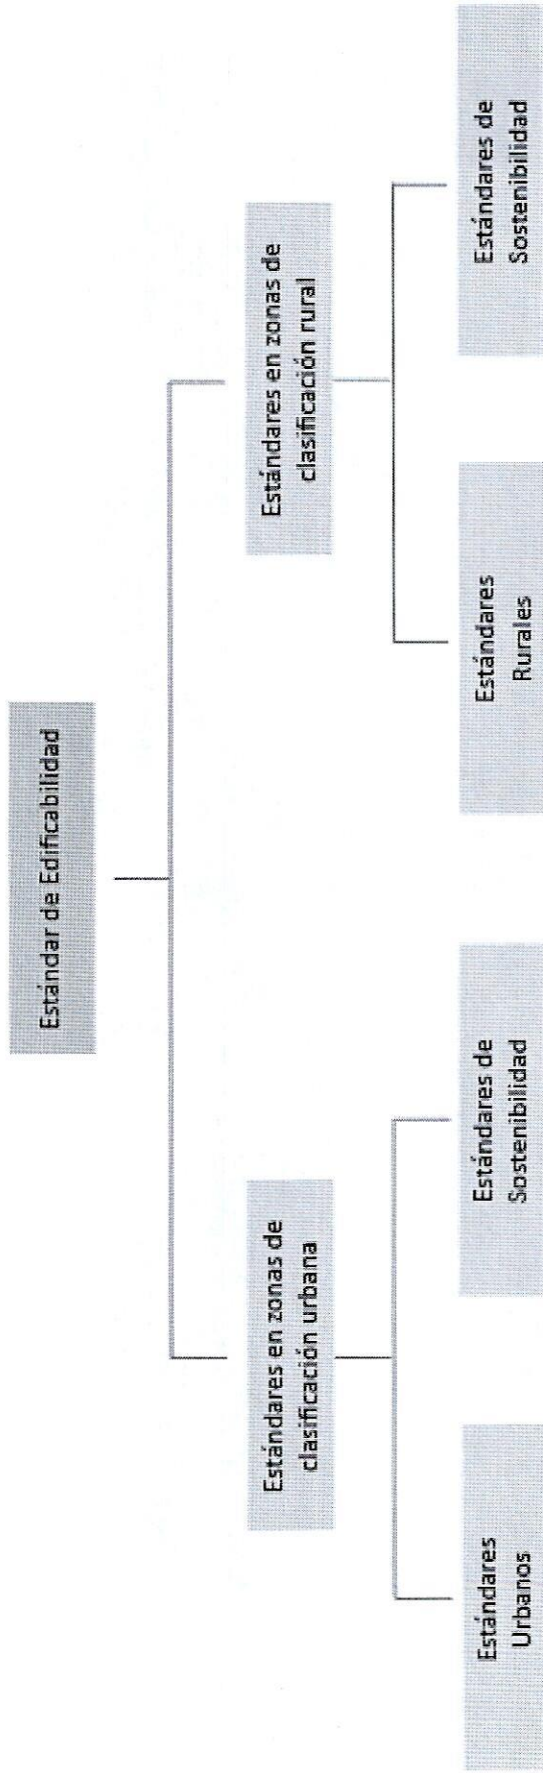 Estándar de Edificabilidad
Estándares en zonas de
clasificación urbana
Estándares en zonas de
clasificación rural
Estándares
Urbanos
Estándares de
Sostenibilidad
Estándares
Rurales
Estándares de
Sostenibilidad